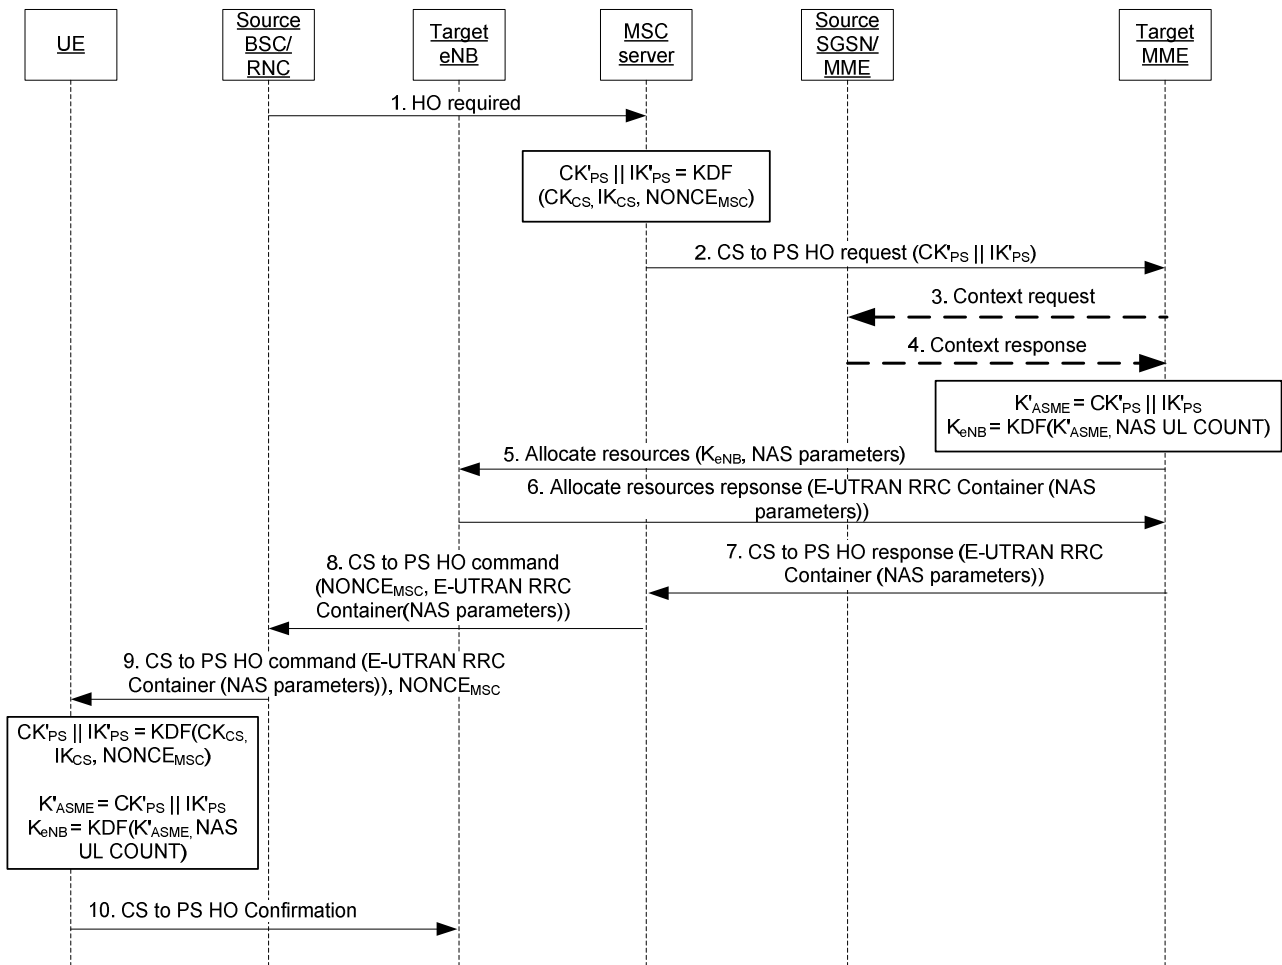 UE
Source
BSC/
RNC
Target
eNB
MSC
server
Source
SGSN/
MME
Target
MME
1. HO required
CK'PS || IK'PS = KDF
(CKCS, IKCS, NONCEMSC)
2. CS to PS HO request (CK'PS || IK'PS)
3. Context request
4. Context response
K'ASME = CK'PS || IK'PS
KeNB = KDF(K'ASME, NAS UL COUNT)
5. Allocate resources (KeNB, NAS parameters)
6. Allocate resources repsonse (E-UTRAN RRC Container (NAS
parameters))
7. CS to PS HO response (E-UTRAN RRC
Container (NAS parameters))
8. CS to PS HO command
(NONCEMSC, E-UTRAN RRC
Container(NAS parameters))
9. CS to PS HO command (E-UTRAN RRC
Container (NAS parameters)), NONCEMSC
CK'PS || IK'PS = KDF(CKCS,
IKCS, NONCEMSC)
K'ASME = CK'PS || IK'PS
KeNB = KDF(K'ASME, NAS
UL COUNT)
10. CS to PS HO Confirmation